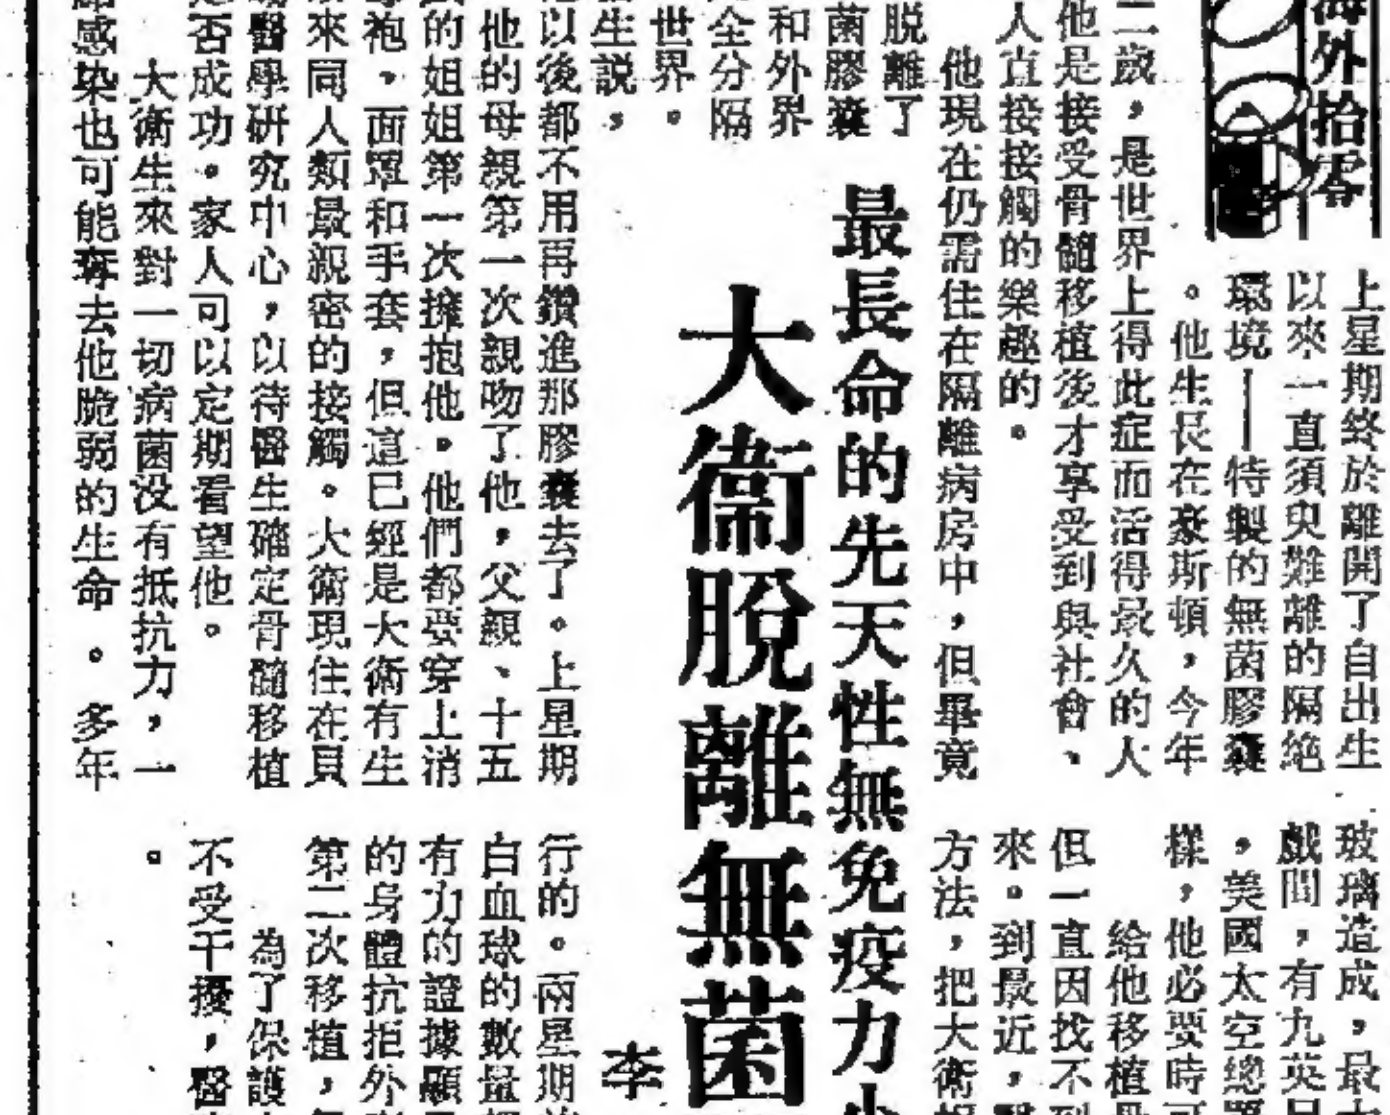 海外拾零
最長命的先天性無免疫力
大衞脫離無菌
李
上星期終於離開了自出生
以來一直須臾難離的隔絶
環境——特製的無菌膠囊
。他生長在豪斯頓，今年
二歲，是世界上得此症而活得最久的人
他是接受骨髓移植後才享受到與社會、
人直接接觸的樂趣的。
他現在仍需住在隔離病房中，但畢竟
脱離了
菌膠囊
和外界
全分隔
世界。
生説，
以後都不用再鑽進那膠囊去了。上星期
他的母親第一次親吻了他，父親、十五
的姐姐第一次擁抱他。他們都要穿上消
袍，面罩和手套，但這已經是大衞有生
來同人類最親密的接觸。大衞現住在貝
醫學研究中心，以待醫生確定骨髓移植
否成功。家人可以定期看望他。
大衞生來對一切病菌没有抵抗力，一
感染也可能奪去他脆弱的生命。多年
玻璃造成，最
戲間，有九英
，美國太空總
樣，他必要時可
給他移植
但一直因找不到
來。到最近，
方法，把大衞
行的。兩星期
白血球的數量
有力的證據顯
的身體抗拒外
第二次移植，
為了保護
不受干擾，醫
。